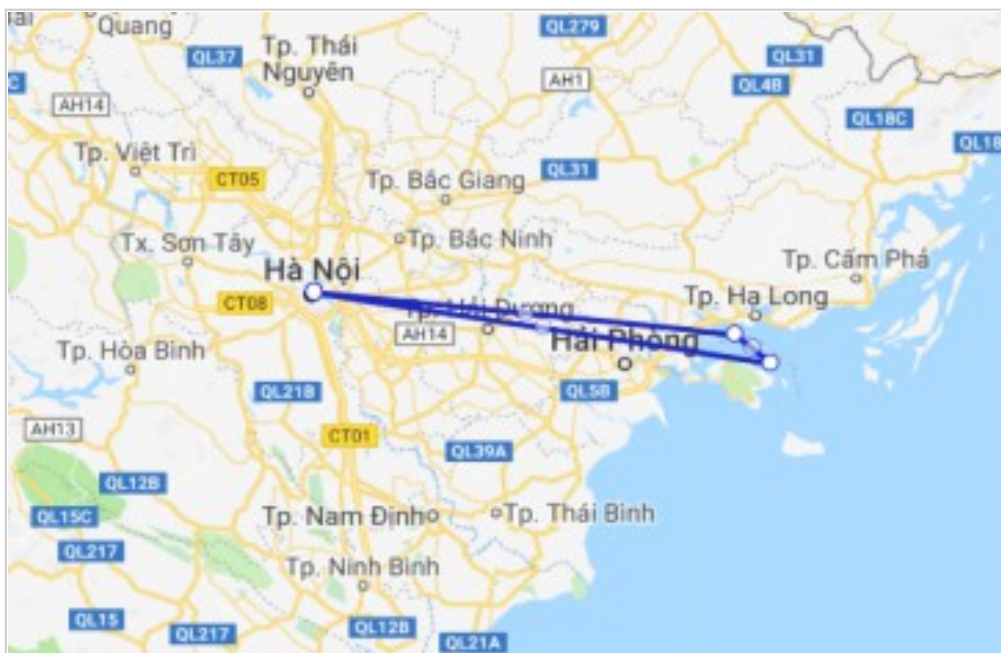 Quang
QL279
QL31
Tp. Thái
Nguyên
QL37
AH1
QL4B
AH14
QL18C
QL18
Tp. Việt Trì
CT05
QL31
Tp. Bắc Giang
Tx. Sơn Tây
Tp. Bắc Ninh
Hà Nội
Tp. Cẩm Phả
CT08
Tp. Hạ Long
Tp. Hải Dương
AH14
Hải Phòng
Tp. Hòa Bình
QL21B
QL5B
AH13
CT01
QL39A
QL12B
QL15C
Tp. Nam Định
Tp. Thái Bình
QL217
Tp. Ninh Bình
QL15
QL217
QL12B
QL21A